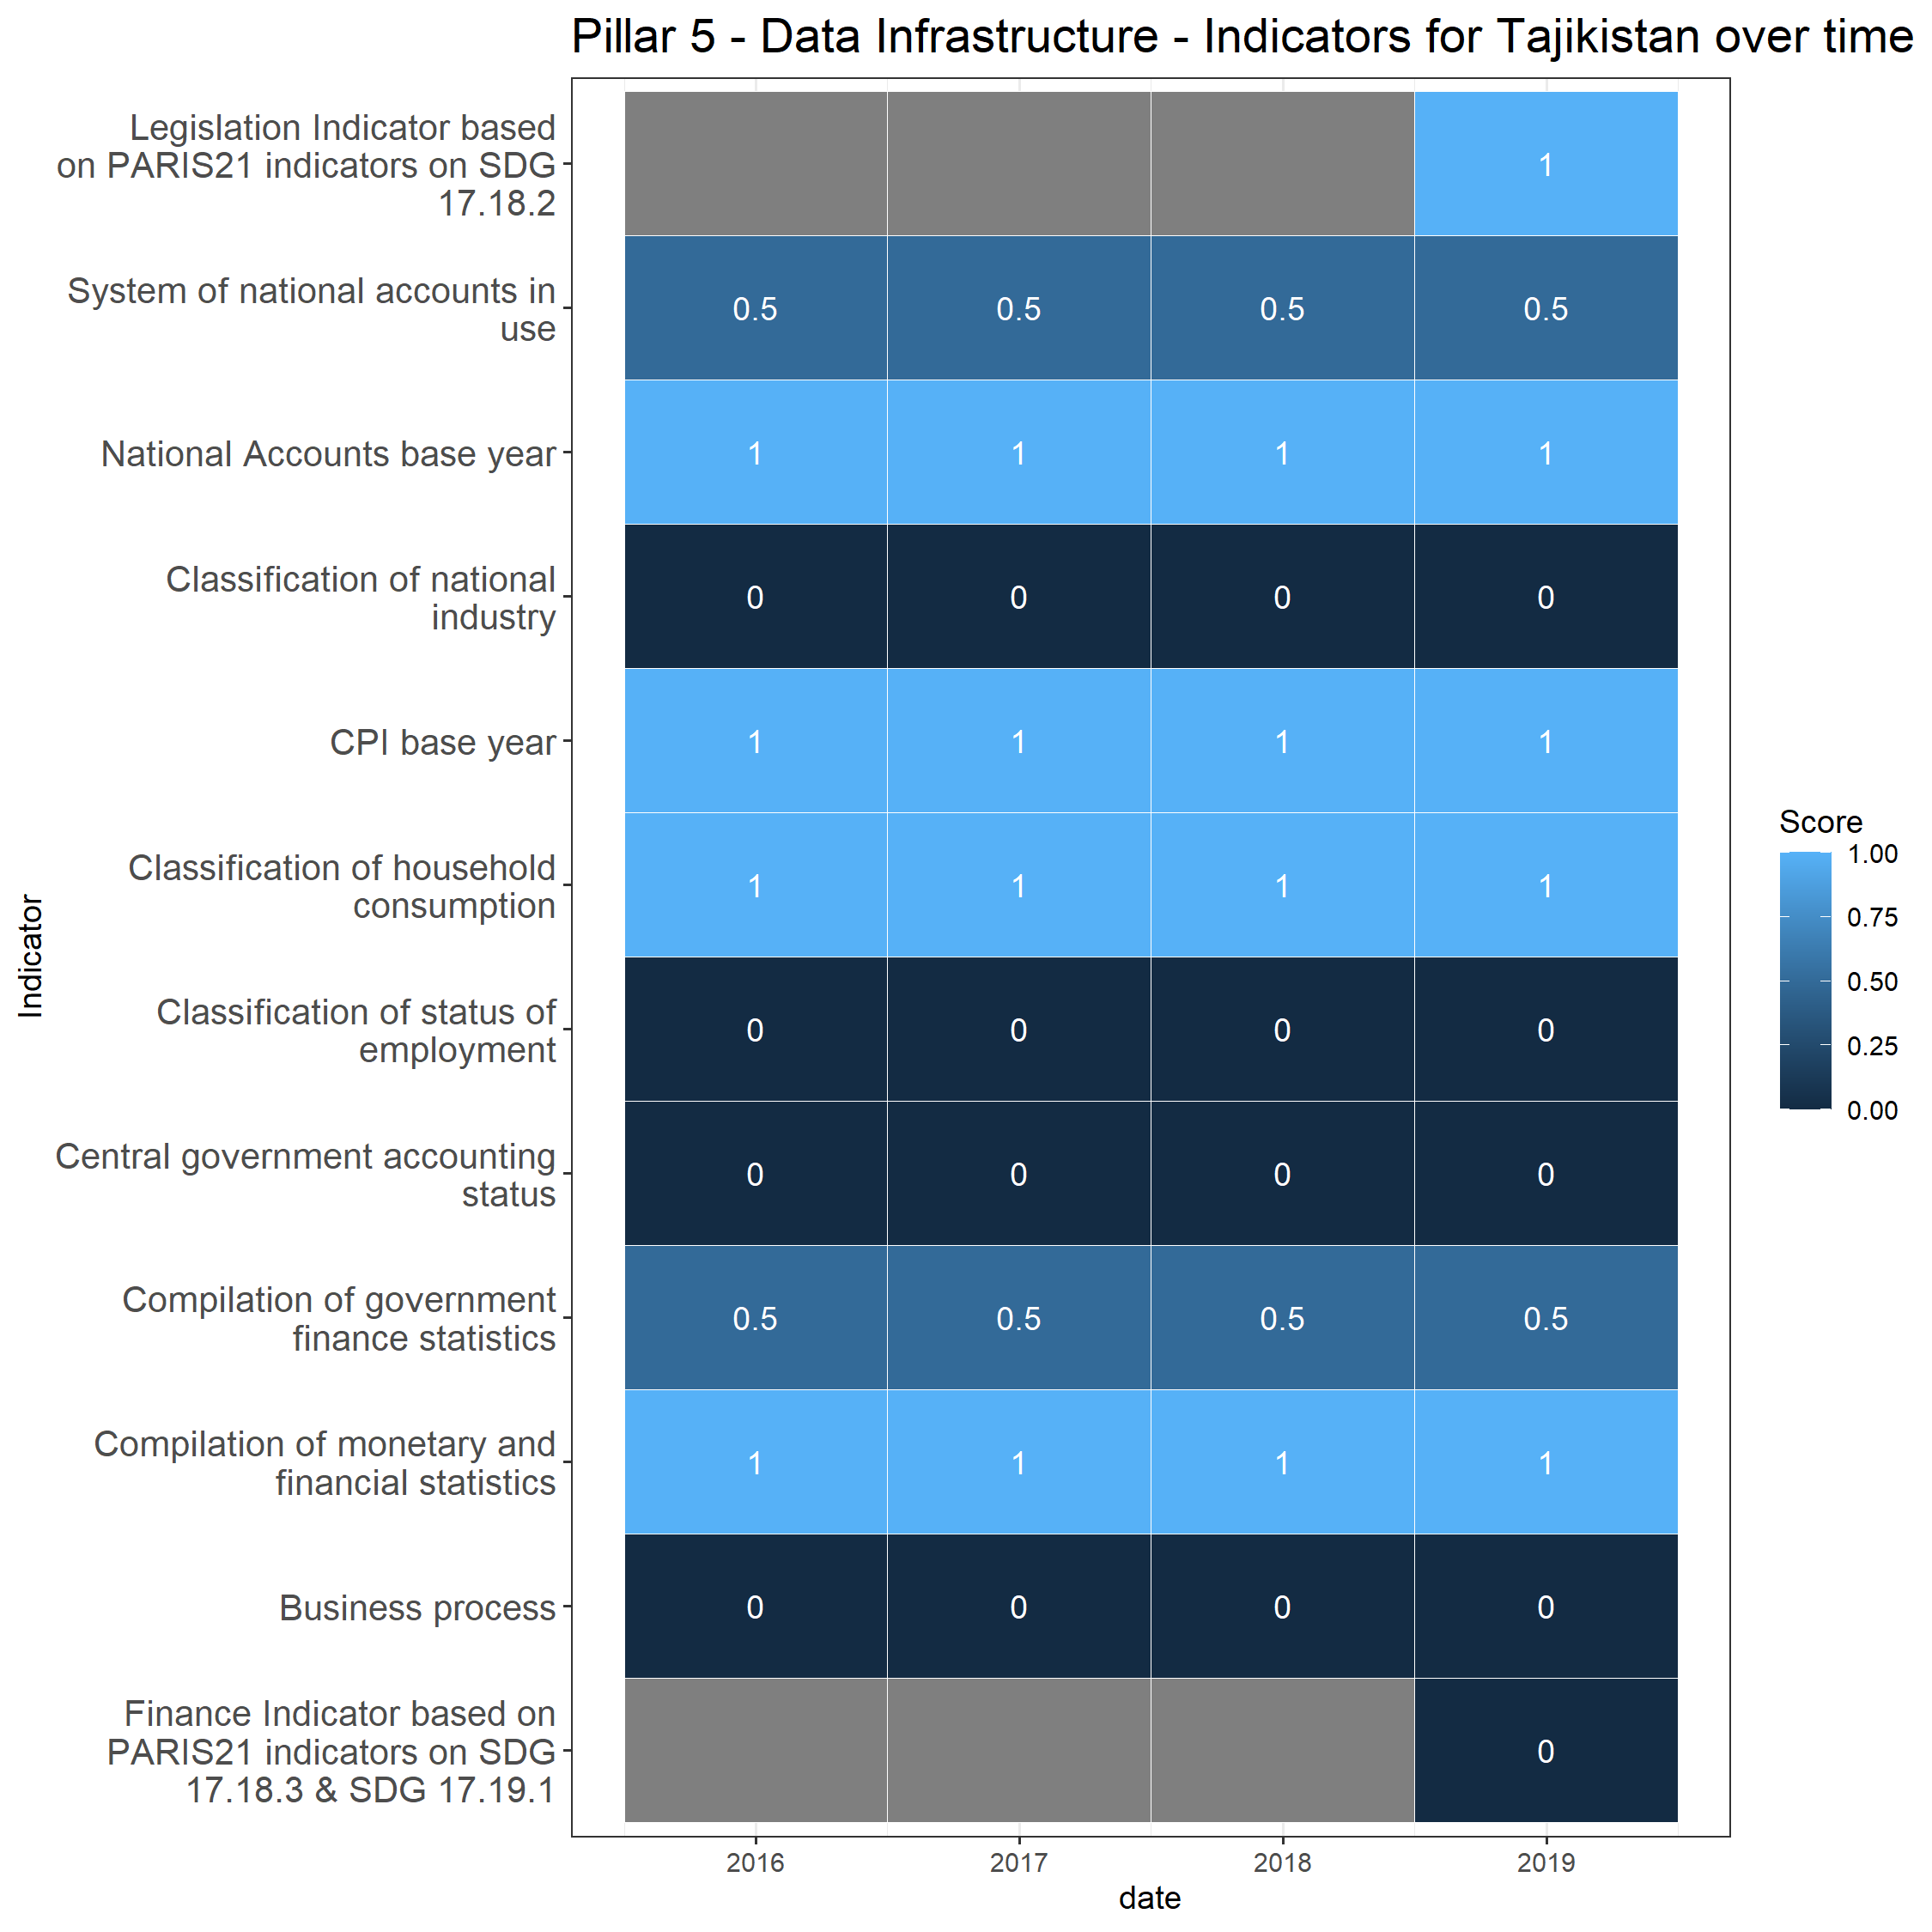 Pillar 5 - Data Infrastructure - Indicators for Tajikistan over time
Legislation Indicator based
on PARIS21 indicators on SDG
17.18.2
1
System of national accounts in
use
0.5 0.5 0.5 0.5
National Accounts base year
1 1 1 1
Classification of national
industry
0 0 0 0
CPI base year
1 1 1 1
Classification of household
consumption
1 1 1 1
Classification of status of
employment
0 0 0 0
Central government accounting
status
0 0 0 0
Compilation of government
finance statistics
0.5 0.5 0.5 0.5
Compilation of monetary and
financial statistics
1 1 1 1
Business process
0 0 0 0
Finance Indicator based on
PARIS21 indicators on SDG
17.18.3 & SDG 17.19.1
0
2016 2017 2018 2019
date
Indicator
Score
1.00
0.75
0.50
0.25
0.00